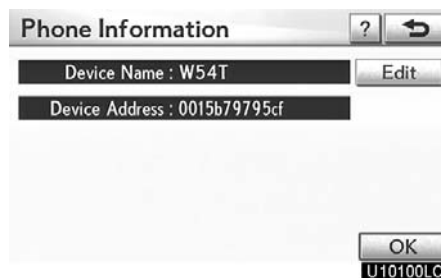 Phone Information ?
Device Name : W54T Edit
Device Address : 0015b79795cf
OK
U10100LC